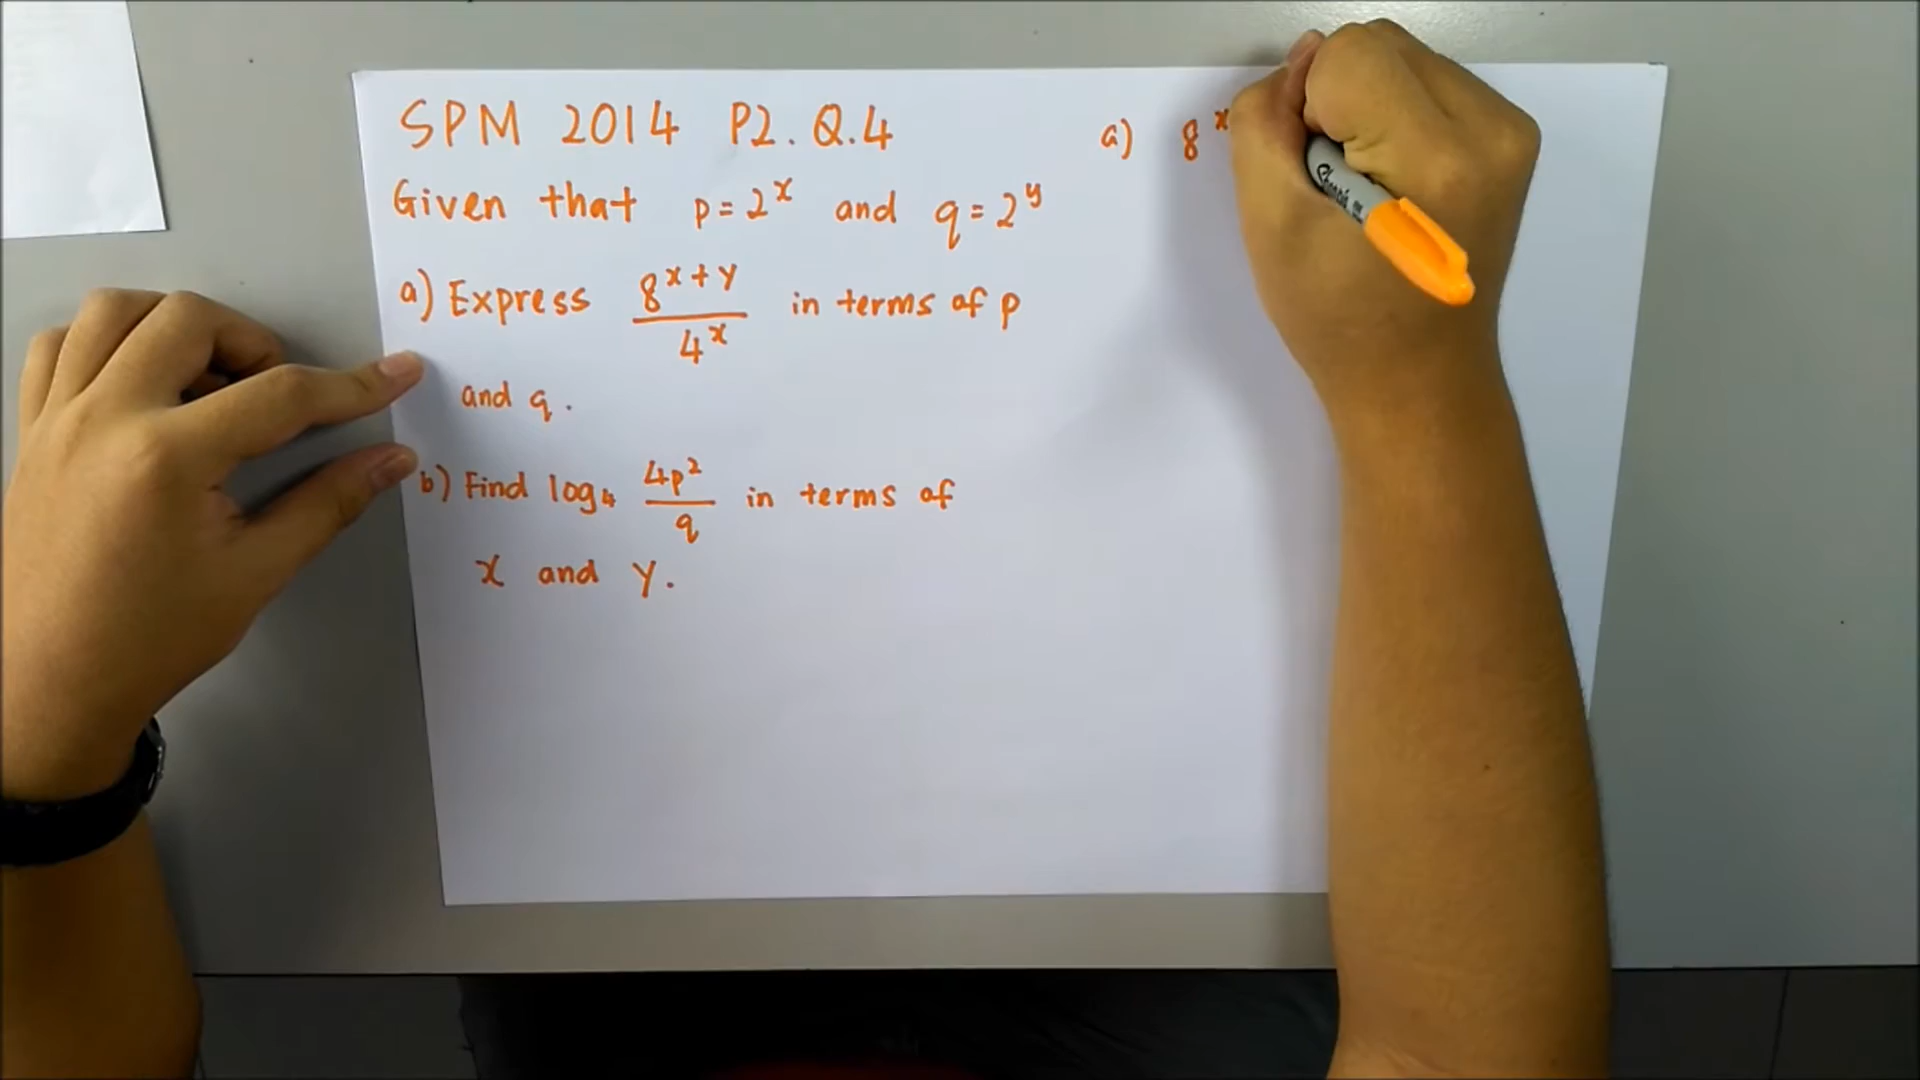 SPM 2014 P2. Q.4
Given that p = 2^x and q = 2^y
a) Express 8^(x+y) / 4^x in terms of p
and q.
b) Find log₄ 4p² / q in terms of
x and y.
a) 8^x
Sharpie